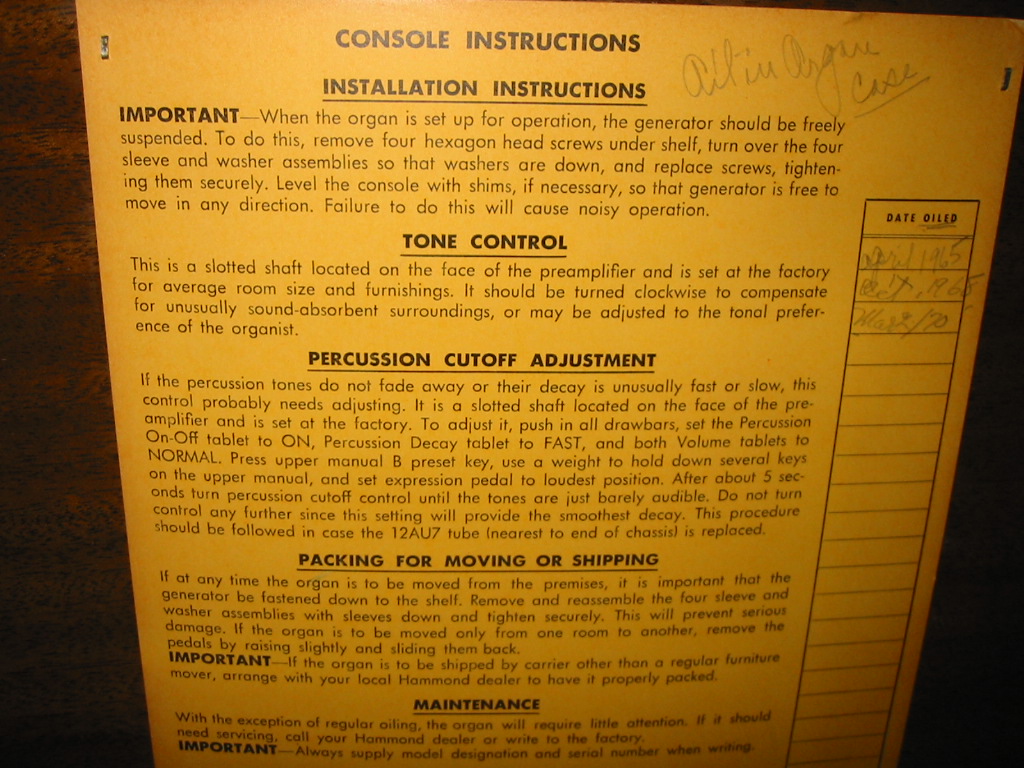 CONSOLE INSTRUCTIONS
Oil in Organ
case
INSTALLATION INSTRUCTIONS
IMPORTANT—When the organ is set up for operation, the generator should be freely
suspended. To do this, remove four hexagon head screws under shelf, turn over the four
sleeve and washer assemblies so that washers are down, and replace screws, tighten-
ing them securely. Level the console with shims, if necessary, so that generator is free to
move in any direction. Failure to do this will cause noisy operation.
TONE CONTROL
This is a slotted shaft located on the face of the preamplifier and is set at the factory
for average room size and furnishings. It should be turned clockwise to compensate
for unusually sound-absorbent surroundings, or may be adjusted to the tonal prefer-
ence of the organist.
PERCUSSION CUTOFF ADJUSTMENT
If the percussion tones do not fade away or their decay is unusually fast or slow, this
control probably needs adjusting. It is a slotted shaft located on the face of the pre-
amplifier and is set at the factory. To adjust it, push in all drawbars, set the Percussion
On-Off tablet to ON, Percussion Decay tablet to FAST, and both Volume tablets to
NORMAL. Press upper manual B preset key, use a weight to hold down several keys
on the upper manual, and set expression pedal to loudest position. After about 5 sec-
onds turn percussion cutoff control until the tones are just barely audible. Do not turn
control any further since this setting will provide the smoothest decay. This procedure
should be followed in case the 12AU7 tube (nearest to end of chassis) is replaced.
PACKING FOR MOVING OR SHIPPING
If at any time the organ is to be moved from the premises, it is important that the
generator be fastened down to the shelf. Remove and reassemble the four sleeve and
washer assemblies with sleeves down and tighten securely. This will prevent serious
damage. If the organ is to be moved only from one room to another, remove the
pedals by raising slightly and sliding them back.
IMPORTANT—If the organ is to be shipped by carrier other than a regular furniture
mover, arrange with your local Hammond dealer to have it properly packed.
MAINTENANCE
With the exception of regular oiling, the organ will require little attention. If it should
need servicing, call your Hammond dealer or write to the factory.
IMPORTANT—Always supply model designation and serial number when writing.
DATE OILED
April 1965
Oct, 1968